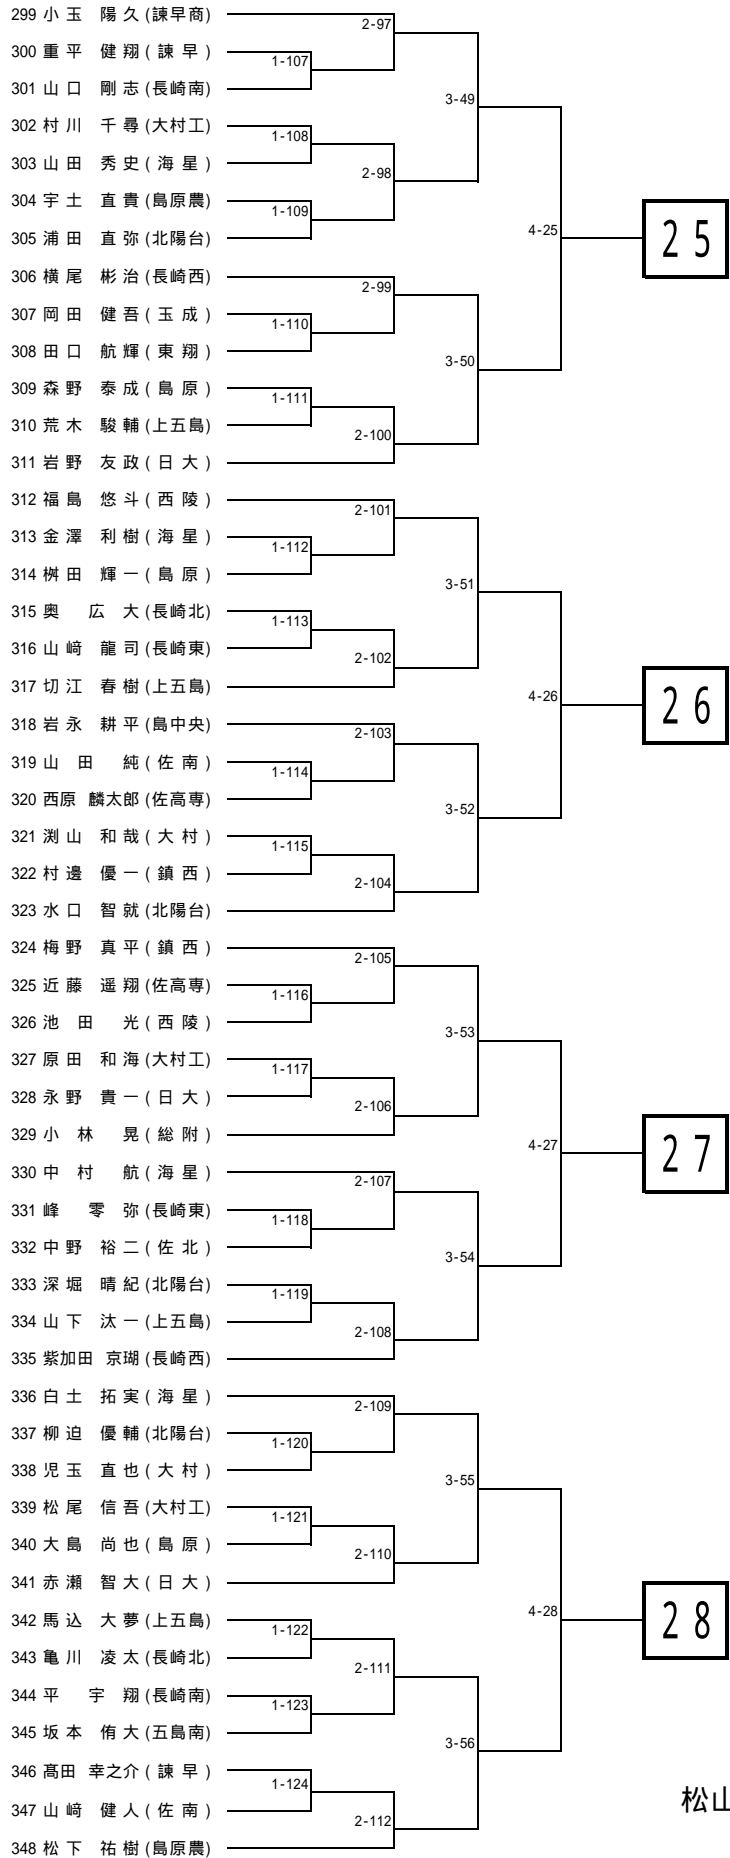 299 小玉 陽久(諫早商)
2-97
300 重平 健翔(諫早)
1-107
301 山口 剛志(長崎南)
3-49
302 村川 千尋(大村工)
1-108
303 山田 秀史(海星)
2-98
304 宇土 直貴(島原農)
1-109
305 浦田 直弥(北陽台)
4-25
25
306 横尾 彬治(長崎西)
2-99
307 岡田 健吾(玉成)
1-110
308 田口 航輝(東翔)
3-50
309 森野 泰成(島原)
1-111
310 荒木 駿輔(上五島)
2-100
311 岩野 友政(日大)
312 福島 悠斗(西陵)
2-101
313 金澤 利樹(海星)
1-112
314 桝田 輝一(島原)
3-51
315 奥 広大(長崎北)
1-113
316 山﨑 龍司(長崎東)
2-102
317 切江 春樹(上五島)
4-26
26
318 岩永 耕平(島中央)
2-103
319 山田 純(佐南)
1-114
320 西原 麟太郎(佐高専)
3-52
321 渕山 和哉(大村)
1-115
322 村邊 優一(鎮西)
2-104
323 水口 智就(北陽台)
324 梅野 真平(鎮西)
2-105
325 近藤 遥翔(佐高専)
1-116
326 池田 光(西陵)
3-53
327 原田 和海(大村工)
1-117
328 永野 貴一(日大)
2-106
329 小林 晃(総附)
4-27
27
330 中村 航(海星)
2-107
331 峰 零弥(長崎東)
1-118
332 中野 裕二(佐北)
3-54
333 深堀 晴紀(北陽台)
1-119
334 山下 汰一(上五島)
2-108
335 紫加田 京瑚(長崎西)
336 白土 拓実(海星)
2-109
337 柳迫 優輔(北陽台)
1-120
338 児玉 直也(大村)
3-55
339 松尾 信吾(大村工)
1-121
340 大島 尚也(島原)
2-110
341 赤瀬 智大(日大)
4-28
28
342 馬込 大夢(上五島)
1-122
343 亀川 凌太(長崎北)
2-111
344 平 宇翔(長崎南)
1-123
345 坂本 侑大(五島南)
3-56
346 髙田 幸之介(諫早)
1-124
347 山﨑 健人(佐南)
2-112
348 松下 祐樹(島原農)
松山